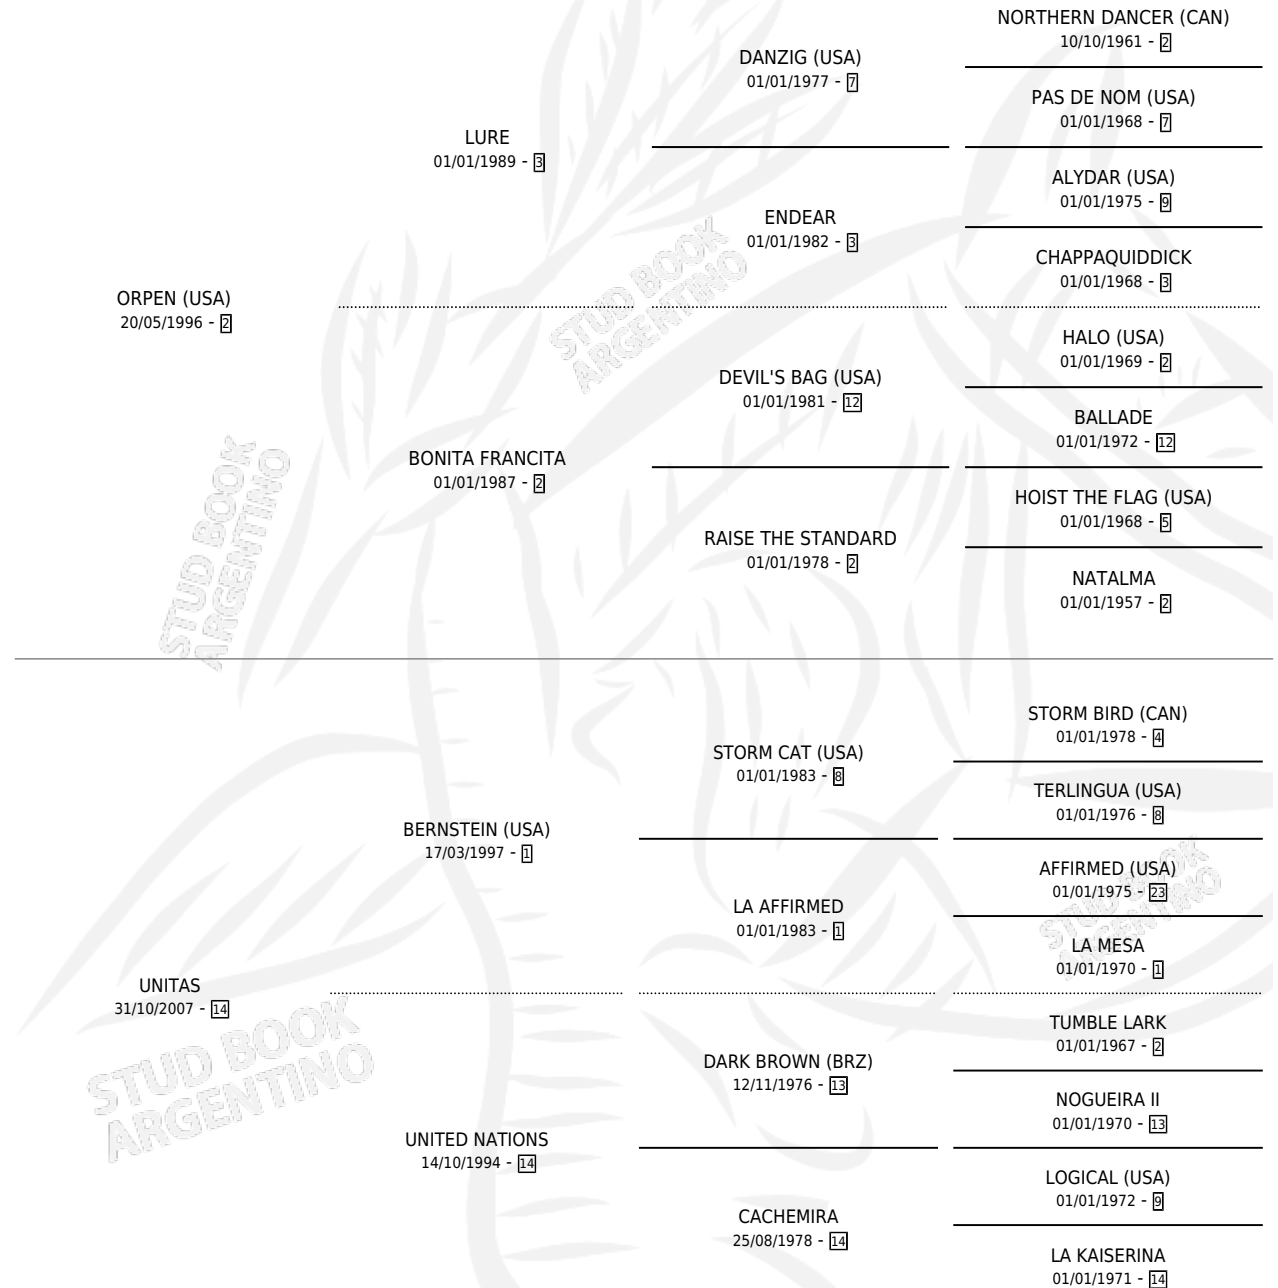 NORTHERN DANCER (CAN)
10/10/1961 - 2
DANZIG (USA)
01/01/1977 - 7
PAS DE NOM (USA)
01/01/1968 - 7
LURE
01/01/1989 - 3
ALYDAR (USA)
01/01/1975 - 9
ENDEAR
01/01/1982 - 3
CHAPPAQUIDDICK
01/01/1968 - 3
STUD BOOK
ARGENTINO
ORPEN (USA)
20/05/1996 - 2
HALO (USA)
01/01/1969 - 2
DEVIL'S BAG (USA)
01/01/1981 - 12
BALLADE
01/01/1972 - 12
BONITA FRANCITA
01/01/1987 - 2
HOIST THE FLAG (USA)
01/01/1968 - 5
RAISE THE STANDARD
01/01/1978 - 2
NATALMA
01/01/1957 - 2
STUD BOOK
ARGENTINO
STORM BIRD (CAN)
01/01/1978 - 4
STORM CAT (USA)
01/01/1983 - 8
TERLINGUA (USA)
01/01/1976 - 8
BERNSTEIN (USA)
17/03/1997 - 1
AFFIRMED (USA)
01/01/1975 - 23
LA AFFIRMED
01/01/1983 - 1
LA MESA
01/01/1970 - 1
STUD BOOK
ARGENTINO
UNITAS
31/10/2007 - 14
TUMBLE LARK
01/01/1967 - 2
DARK BROWN (BRZ)
12/11/1976 - 13
NOGUEIRA II
01/01/1970 - 13
STUD BOOK
ARGENTINO
UNITED NATIONS
14/10/1994 - 14
LOGICAL (USA)
01/01/1972 - 9
CACHEMIRA
25/08/1978 - 14
LA KAISERINA
01/01/1971 - 14